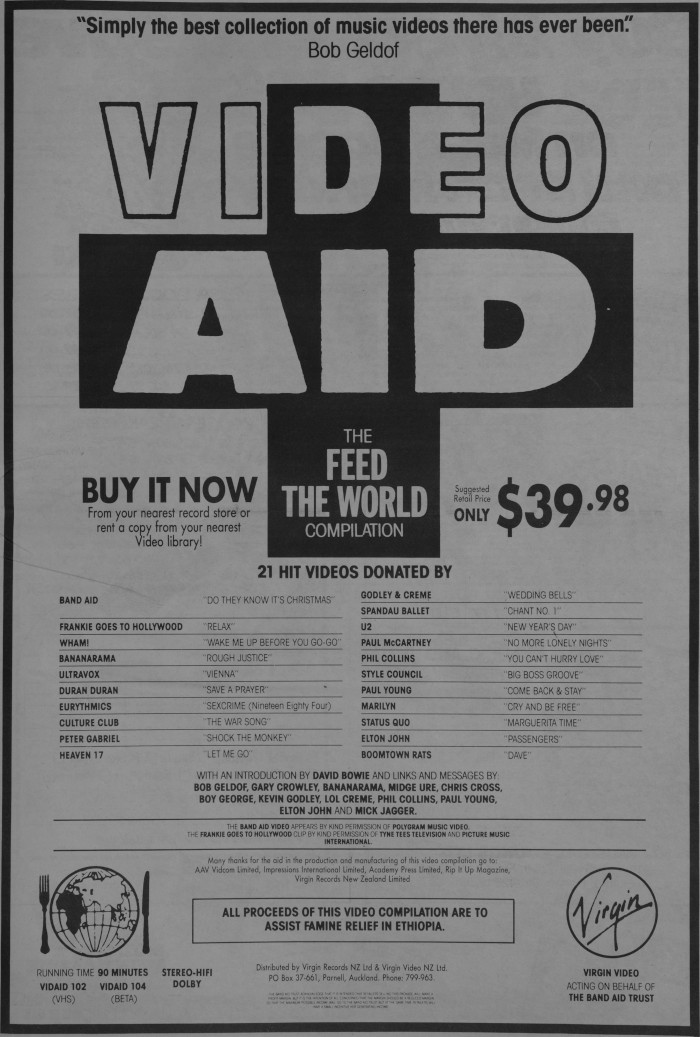 "Simply the best collection of music videos there has ever been."
Bob Geldof
VIDEO
AID
THE
FEED
THE WORLD
COMPILATION
BUY IT NOW
From your nearest record store or
rent a copy from your nearest
Video library!
Suggested
Retail Price
ONLY $39.98
21 HIT VIDEOS DONATED BY
BAND AID "DO THEY KNOW IT'S CHRISTMAS"
FRANKIE GOES TO HOLLYWOOD "RELAX"
WHAM! "WAKE ME UP BEFORE YOU GO-GO"
BANANARAMA "ROUGH JUSTICE"
ULTRAVOX "VIENNA"
DURAN DURAN "SAVE A PRAYER"
EURYTHMICS "SEXCRIME (Nineteen Eighty Four)
CULTURE CLUB "THE WAR SONG"
PETER GABRIEL "SHOCK THE MONKEY"
HEAVEN 17 "LET ME GO"
GODLEY & CREME "WEDDING BELLS"
SPANDAU BALLET "CHANT NO. 1"
U2 "NEW YEAR'S DAY"
PAUL McCARTNEY "NO MORE LONELY NIGHTS"
PHIL COLLINS "YOU CAN'T HURRY LOVE"
STYLE COUNCIL "BIG BOSS GROOVE"
PAUL YOUNG "COME BACK & STAY"
MARILYN "CRY AND BE FREE"
STATUS QUO "MARGUERITA TIME"
ELTON JOHN "PASSENGERS"
BOOMTOWN RATS "DAVE"
WITH AN INTRODUCTION BY DAVID BOWIE AND LINKS AND MESSAGES BY:
BOB GELDOF, GARY CROWLEY, BANANARAMA, MIDGE URE, CHRIS CROSS,
BOY GEORGE, KEVIN GODLEY, LOL CREME, PHIL COLLINS, PAUL YOUNG,
ELTON JOHN AND MICK JAGGER.
THE BAND AID VIDEO APPEARS BY KIND PERMISSION OF POLYGRAM MUSIC VIDEO.
THE FRANKIE GOES TO HOLLYWOOD CLIP BY KIND PERMISSION OF TYNE TEES TELEVISION AND PICTURE MUSIC
INTERNATIONAL.
Many thanks for the aid in the production and manufacturing of this video compilation go to:
AAV Vidcom Limited, Impressions International Limited, Academy Press Limited, Rip It Up Magazine,
Virgin Records New Zealand Limited
ALL PROCEEDS OF THIS VIDEO COMPILATION ARE TO
ASSIST FAMINE RELIEF IN ETHIOPIA.
RUNNING TIME 90 MINUTES
VIDAID 102 VIDAID 104
(VHS) (BETA)
STEREO-HIFI
DOLBY
Distributed by Virgin Records NZ Ltd & Virgin Video NZ Ltd.
PO Box 37-661, Parnell, Auckland. Phone: 799-963.
Virgin
VIRGIN VIDEO
ACTING ON BEHALF OF
THE BAND AID TRUST